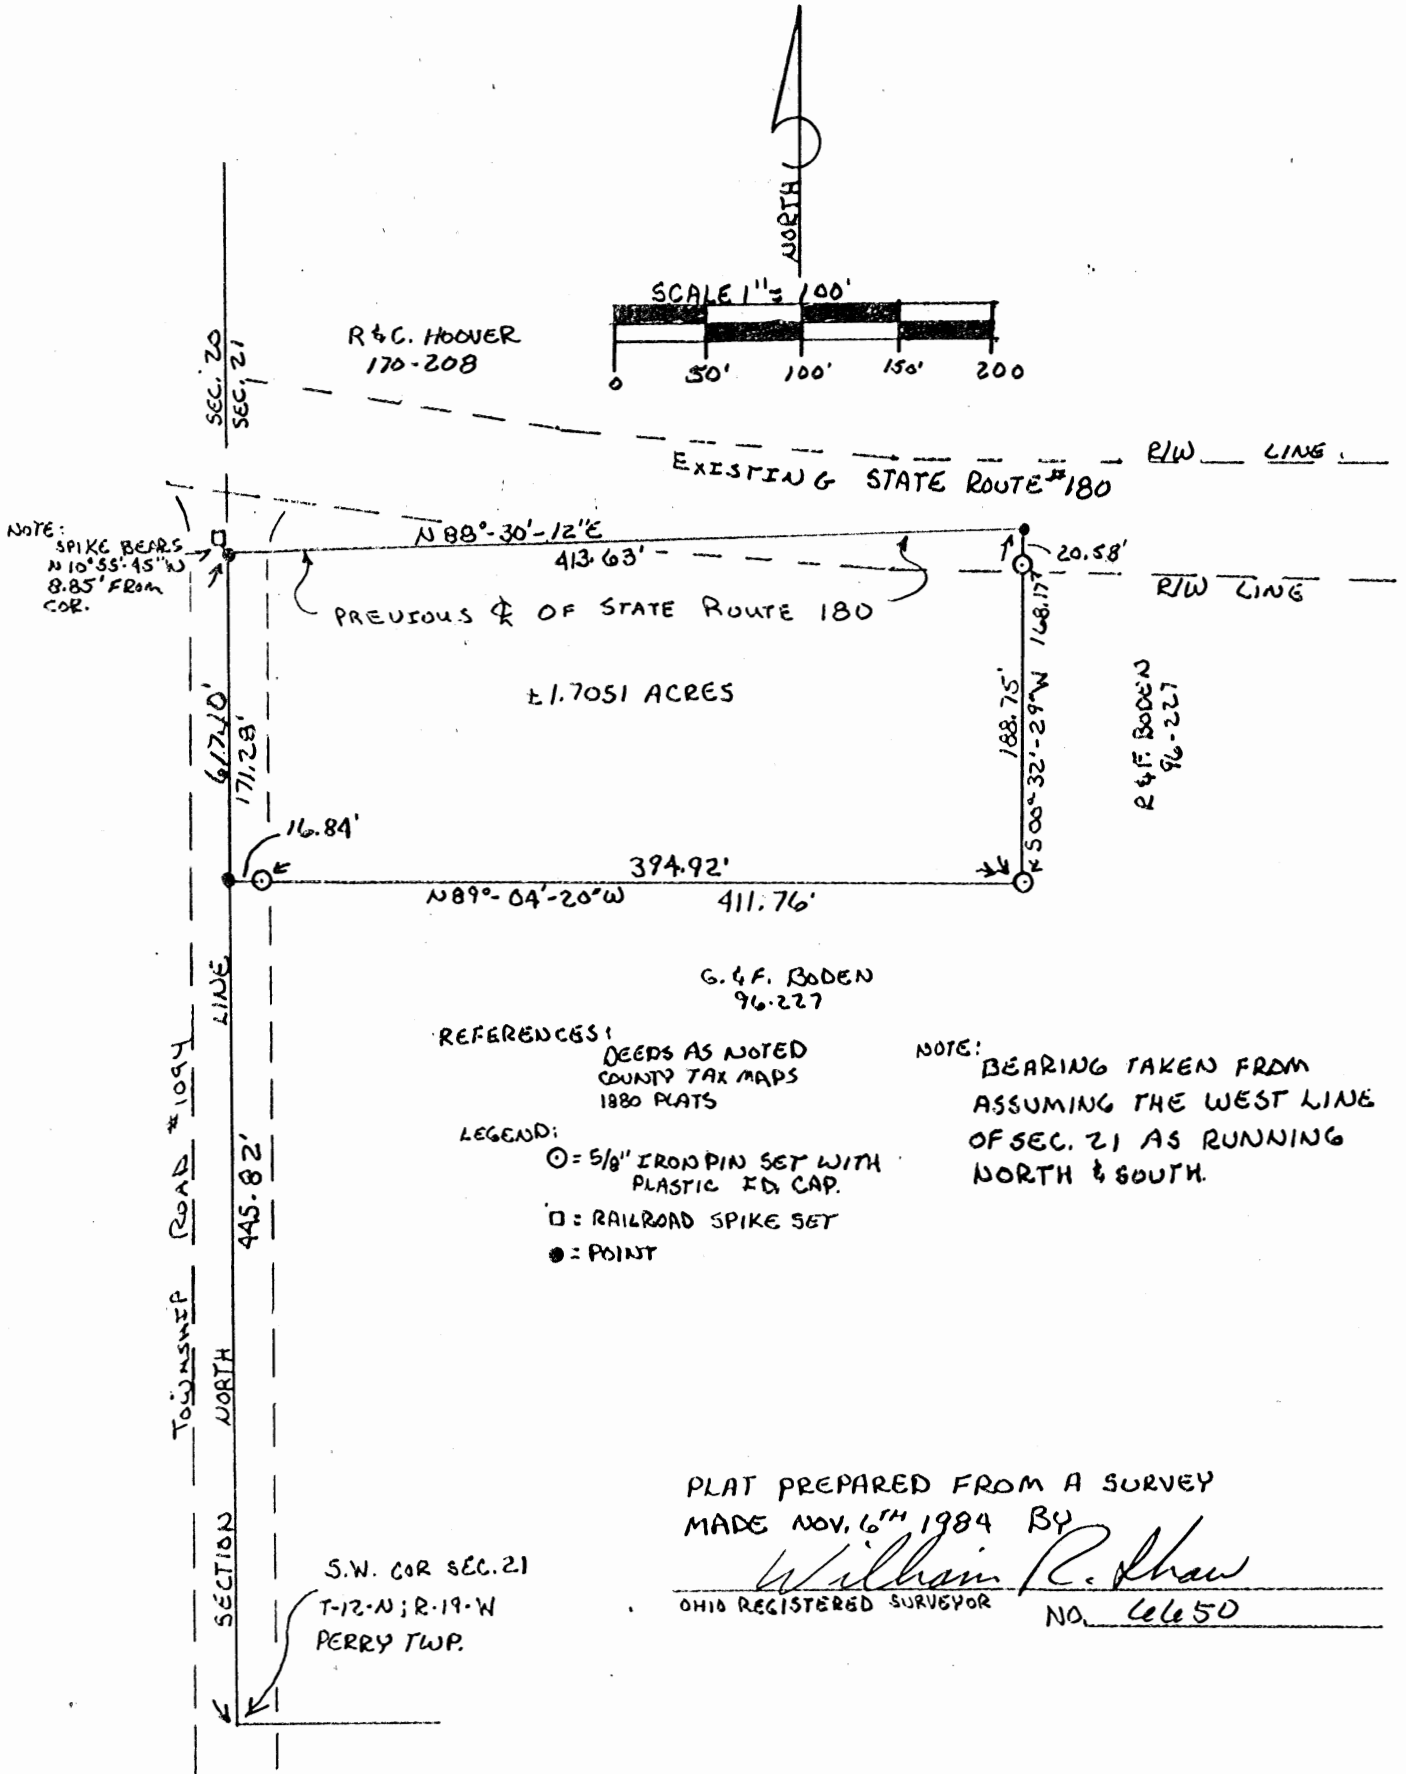 NORTH
SCALE 1"= 100'
0 50' 100' 150' 200
R & C. HOOVER
170-208
SEC. 20
SEC. 21
R/W LINE
EXISTING STATE ROUTE #180
NOTE:
SPIKE BEARS
N 10°55'-45"W
8.85' FROM
COR.
N 88°-30'-12"E
413.63'
20.58'
R/W LINE
PREVIOUS ℄ OF STATE ROUTE 180
±1.7051 ACRES
617.40'
171.28'
188.75'
S00°-32'-29"W 168.17'
R & F. BODEN
96-227
16.84'
394.92'
N89°-04'-20"W 411.76'
G. & F. BODEN
96-227
REFERENCES:
DEEDS AS NOTED
COUNTY TAX MAPS
1880 PLATS
NOTE:
BEARING TAKEN FROM
ASSUMING THE WEST LINE
OF SEC. 21 AS RUNNING
NORTH & SOUTH.
LEGEND:
⊙ = 5/8" IRON PIN SET WITH
PLASTIC I.D. CAP.
□ = RAILROAD SPIKE SET
● = POINT
TOWNSHIP ROAD #1094
SECTION NORTH LINE
445.82'
S.W. COR SEC. 21
T-12-N; R-19-W
PERRY TWP.
PLAT PREPARED FROM A SURVEY
MADE NOV. 6TH 1984 BY
William R. Shaw
OHIO REGISTERED SURVEYOR
NO. 6650